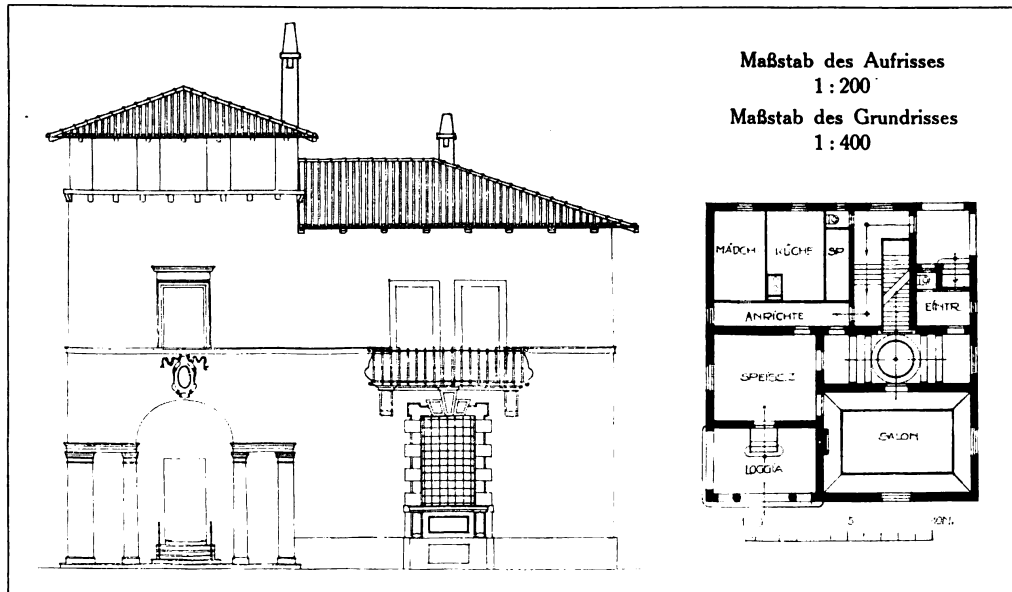 Maßstab des Aufrisses
1 : 200
Maßstab des Grundrisses
1 : 400
MÄDCH
KÜCHE
SP.
EINTR.
ANRICHTE
SPEISEZ.
SALON
LOGGIA
1
5
10M.